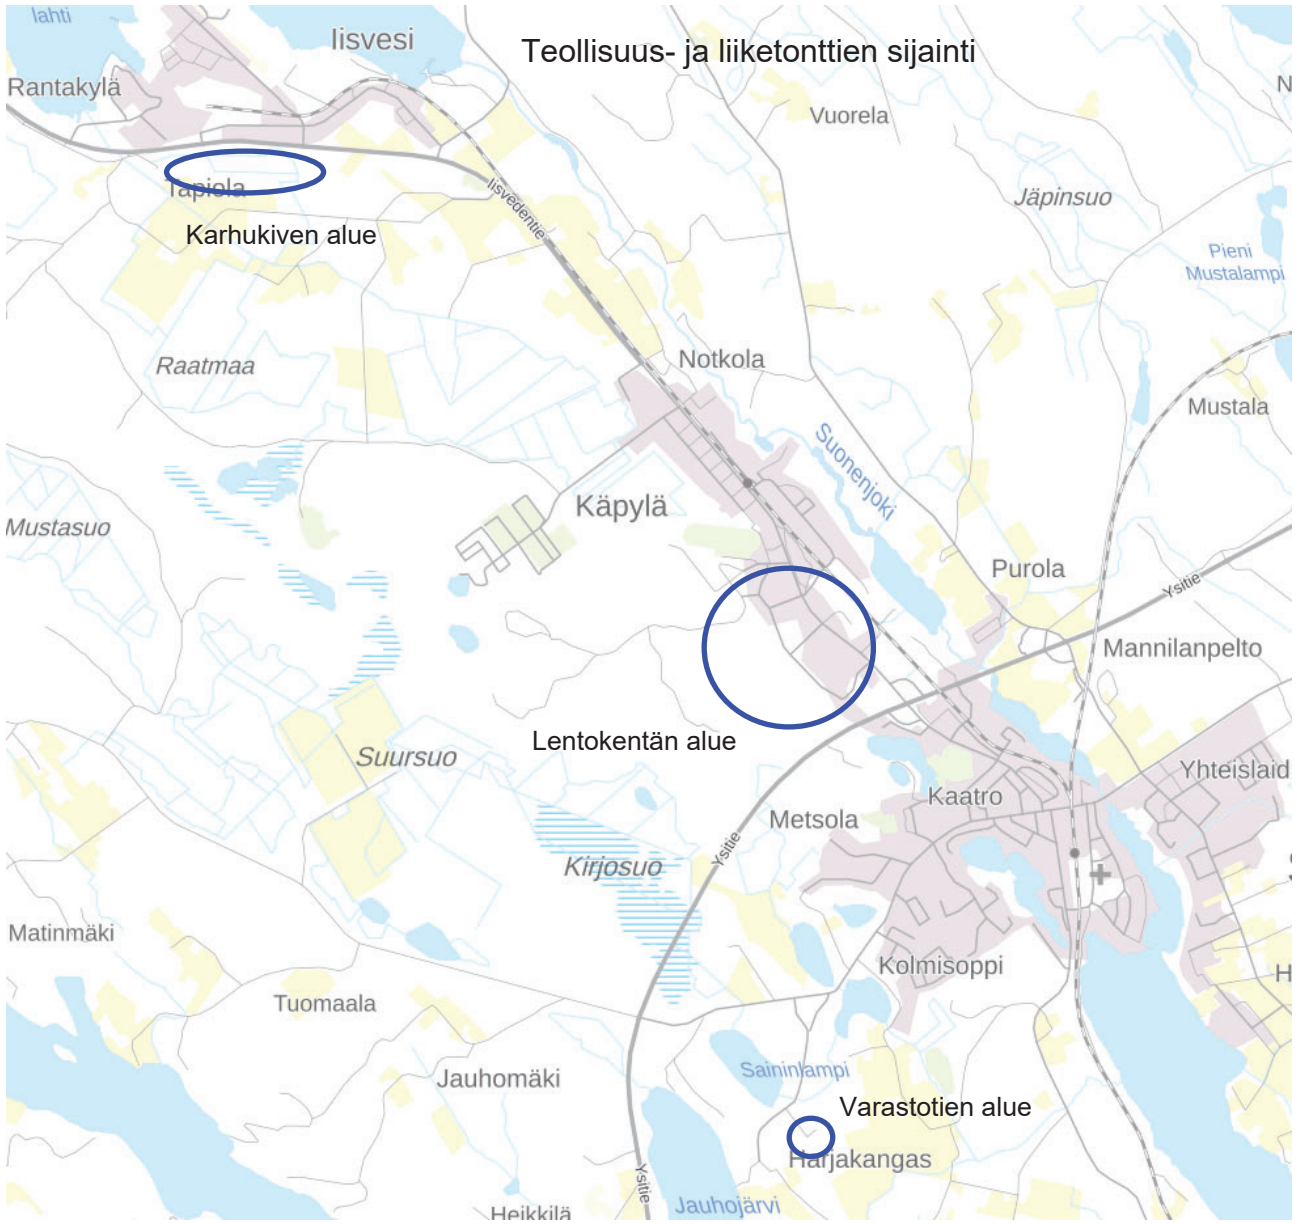 lahti
Iisvesi
Teollisuus- ja liiketonttien sijainti
Rantakylä
Vuorela
Tapiola
Iisvedentie
Jäpinsuo
Karhukiven alue
Pieni
Mustalampi
Raatmaa
Notkola
Mustala
Suonenjoki
Käpylä
Mustasuo
Purola
Ysitie
Mannilanpelto
Lentokentän alue
Suursuo
Yhteislaid
Kaatro
Metsola
Ysitie
Kirjosuo
Matinmäki
Kolmisoppi
H
Tuomaala
Saininlampi
Jauhomäki
Varastotien alue
Harjakangas
Ysitie
Jauhojärvi
Heikkilä